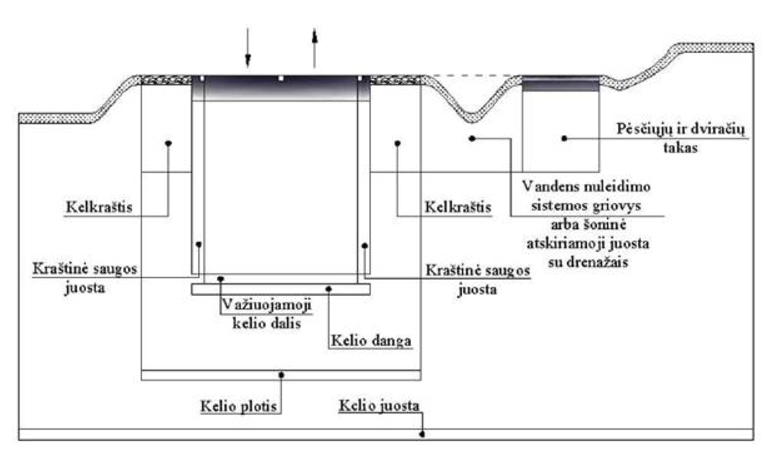 Pėsčiųjų ir dviračių
takas
Kelkraštis
Kelkraštis
Vandens nuleidimo
sistemos griovys
arba šoninė
atskiriamoji juosta
su drenažais
Kraštinė saugos
juosta
Kraštinė saugos
juosta
Važiuojamoji
kelio dalis
Kelio danga
Kelio plotis
Kelio juosta